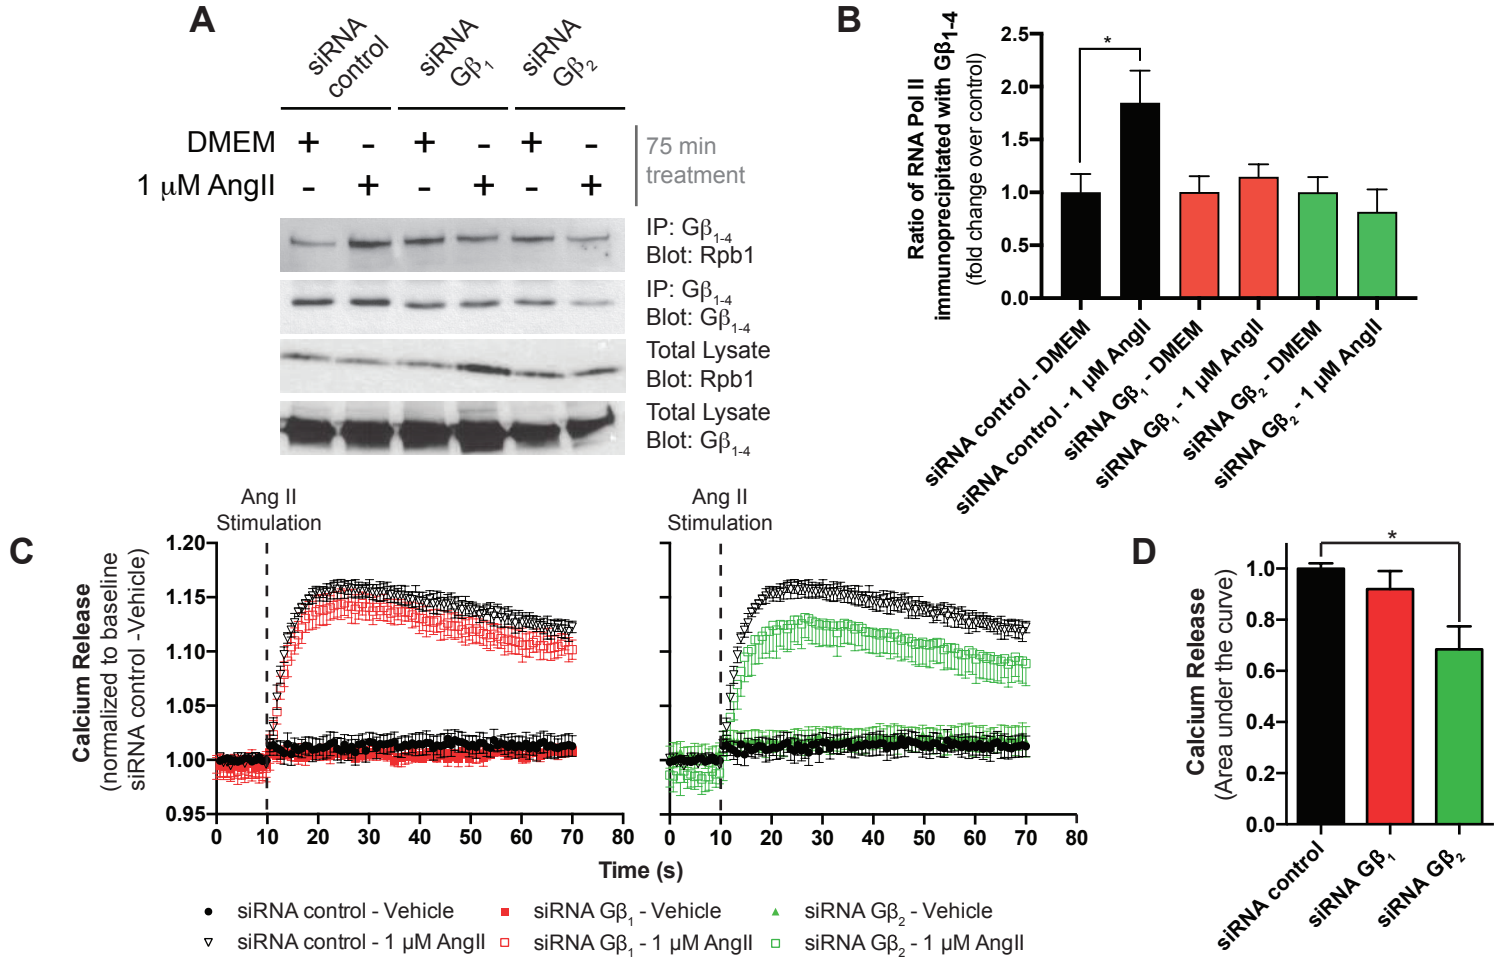 A
siRNA
control
siRNA
Gβ1
siRNA
Gβ2
DMEM + - + - + -
1 μM AngII - + - + - +
75 min
treatment
IP: Gβ1-4
Blot: Rpb1
IP: Gβ1-4
Blot: Gβ1-4
Total Lysate
Blot: Rpb1
Total Lysate
Blot: Gβ1-4
B
Ratio of RNA Pol II
immunoprecipitated with Gβ1-4
(fold change over control)
2.5
2.0
1.5
1.0
0.5
0.0
*
siRNA control - DMEM
siRNA control - 1 μM AngII
siRNA Gβ1 - DMEM
siRNA Gβ1 - 1 μM AngII
siRNA Gβ2 - DMEM
siRNA Gβ2 - 1 μM AngII
C
Calcium Release
(normalized to baseline
siRNA control -Vehicle)
Ang II
Stimulation
1.20
1.15
1.10
1.05
1.00
0.95
0 10 20 30 40 50 60 70 80
Ang II
Stimulation
0 10 20 30 40 50 60 70 80
Time (s)
siRNA control - Vehicle
siRNA control - 1 μM AngII
siRNA Gβ1 - Vehicle
siRNA Gβ1 - 1 μM AngII
siRNA Gβ2 - Vehicle
siRNA Gβ2 - 1 μM AngII
D
Calcium Release
(Area under the curve)
1.0
0.8
0.6
0.4
0.2
0.0
*
siRNA control
siRNA Gβ1
siRNA Gβ2